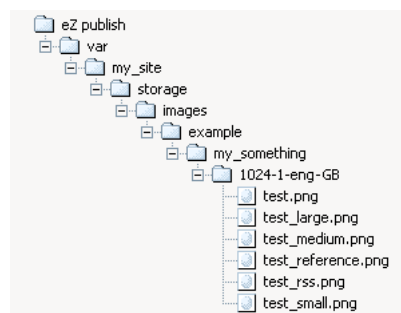 eZ publish
var
my_site
storage
images
example
my_something
1024-1-eng-GB
test.png
test_large.png
test_medium.png
test_reference.png
test_rss.png
test_small.png